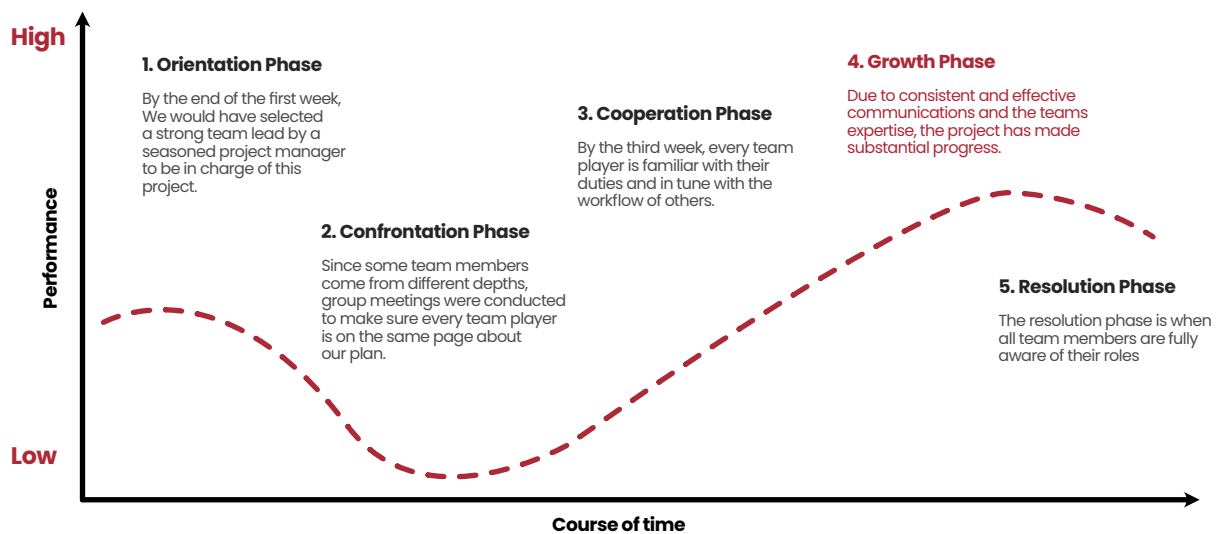 High
1. Orientation Phase
By the end of the first week,
We would have selected
a strong team lead by a
seasoned project manager
to be in charge of this
project.
2. Confrontation Phase
Since some team members
come from different depths,
group meetings were conducted
to make sure every team player
is on the same page about
our plan.
3. Cooperation Phase
By the third week, every team
player is familiar with their
duties and in tune with the
workflow of others.
4. Growth Phase
Due to consistent and effective
communications and the teams
expertise, the project has made
substantial progress.
5. Resolution Phase
The resolution phase is when
all team members are fully
aware of their roles
Performance
Low
Course of time